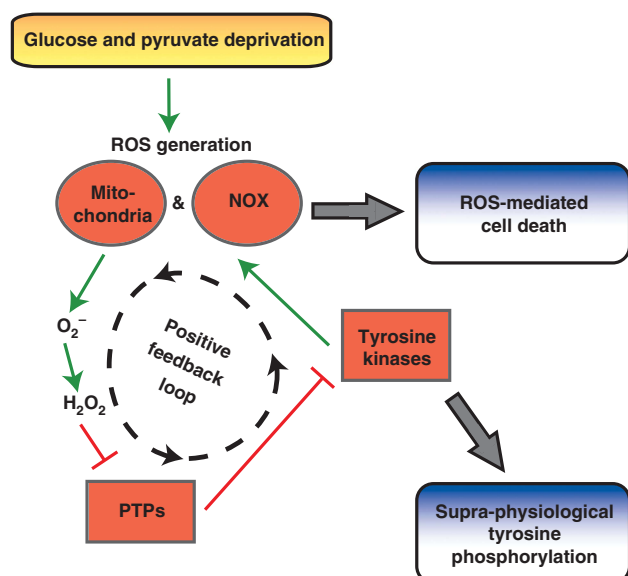 Glucose and pyruvate deprivation
ROS generation
Mito-
chondria
&
NOX
ROS-mediated
cell death
O₂⁻
H₂O₂
Positive
feedback
loop
Tyrosine
kinases
PTPs
Supra-physiological
tyrosine
phosphorylation